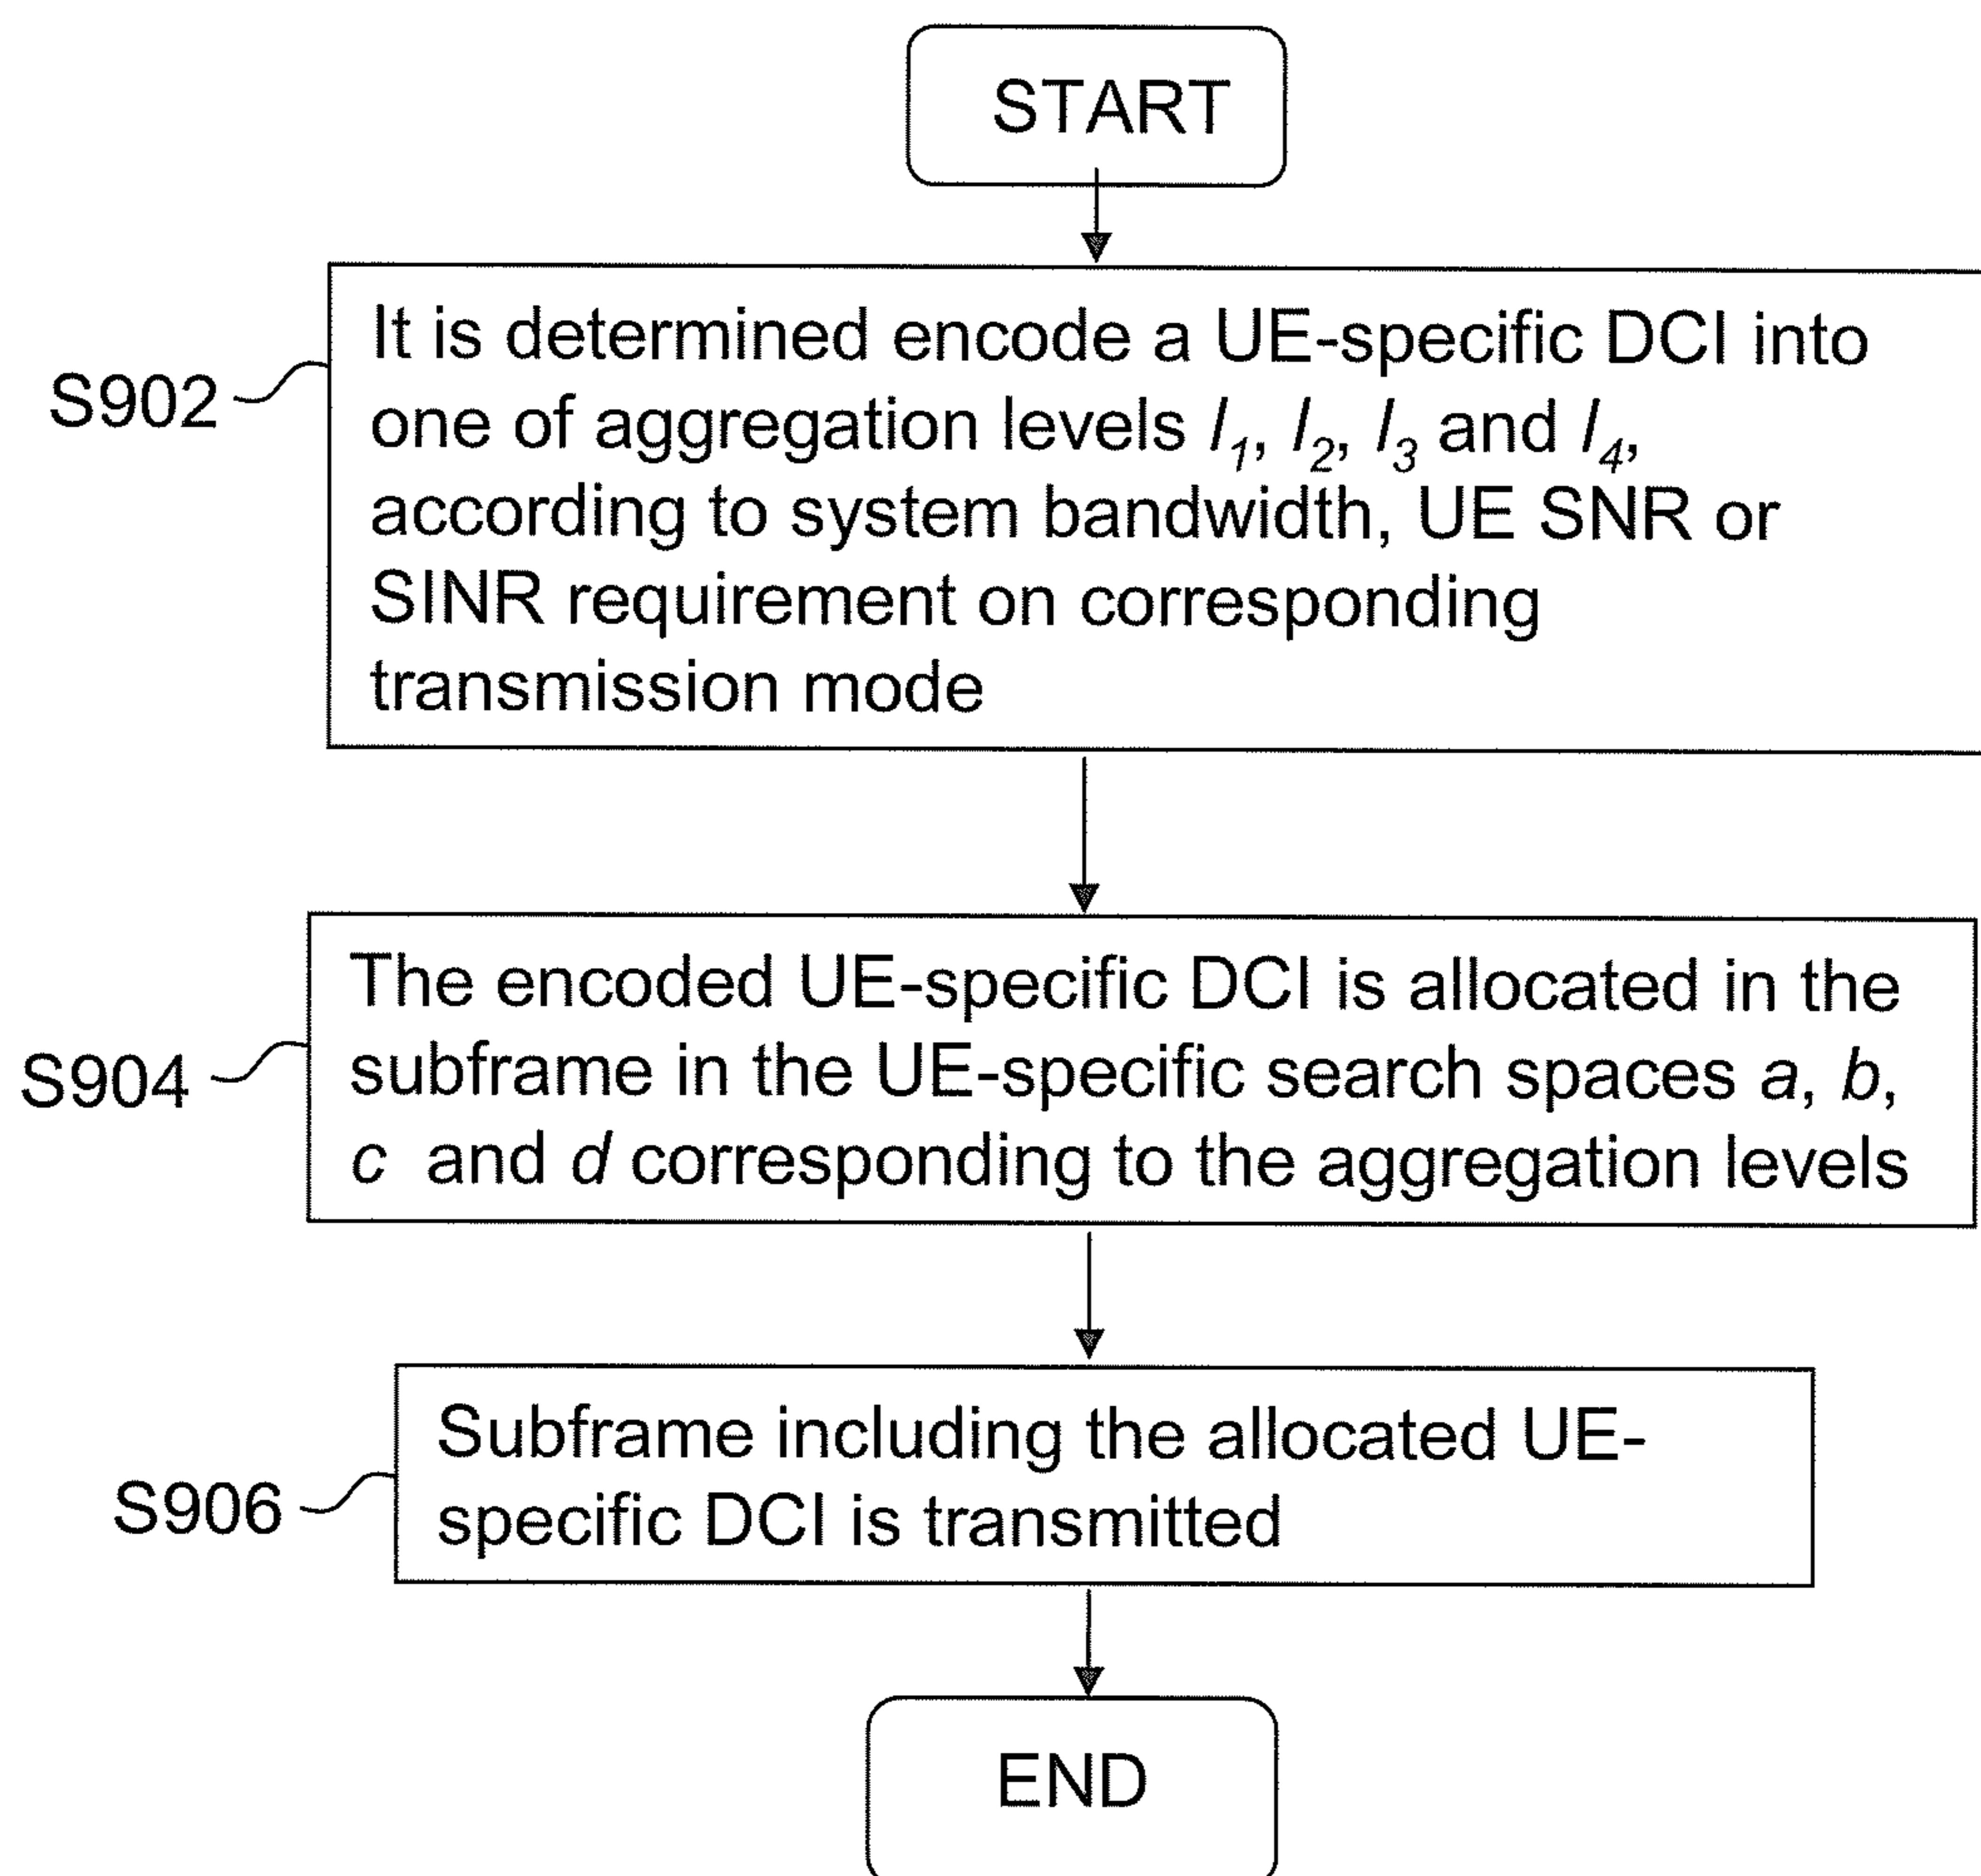 START
S902
It is determined encode a UE-specific DCI into
one of aggregation levels l1, l2, l3 and l4,
according to system bandwidth, UE SNR or
SINR requirement on corresponding
transmission mode
S904
The encoded UE-specific DCI is allocated in the
subframe in the UE-specific search spaces a, b,
c and d corresponding to the aggregation levels
S906
Subframe including the allocated UE-
specific DCI is transmitted
END